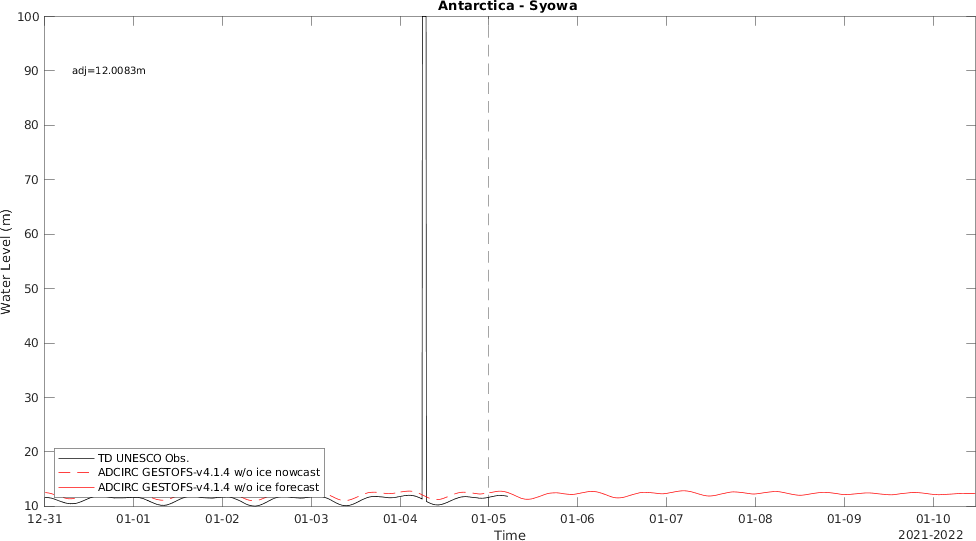 Antarctica - Syowa
100
90
80
70
60
50
40
30
20
10
Water Level (m)
adj=12.0083m
TD UNESCO Obs.
ADCIRC GESTOFS-v4.1.4 w/o ice nowcast
ADCIRC GESTOFS-v4.1.4 w/o ice forecast
12-31 01-01 01-02 01-03 01-04 01-05 01-06 01-07 01-08 01-09 01-10
Time
2021-2022